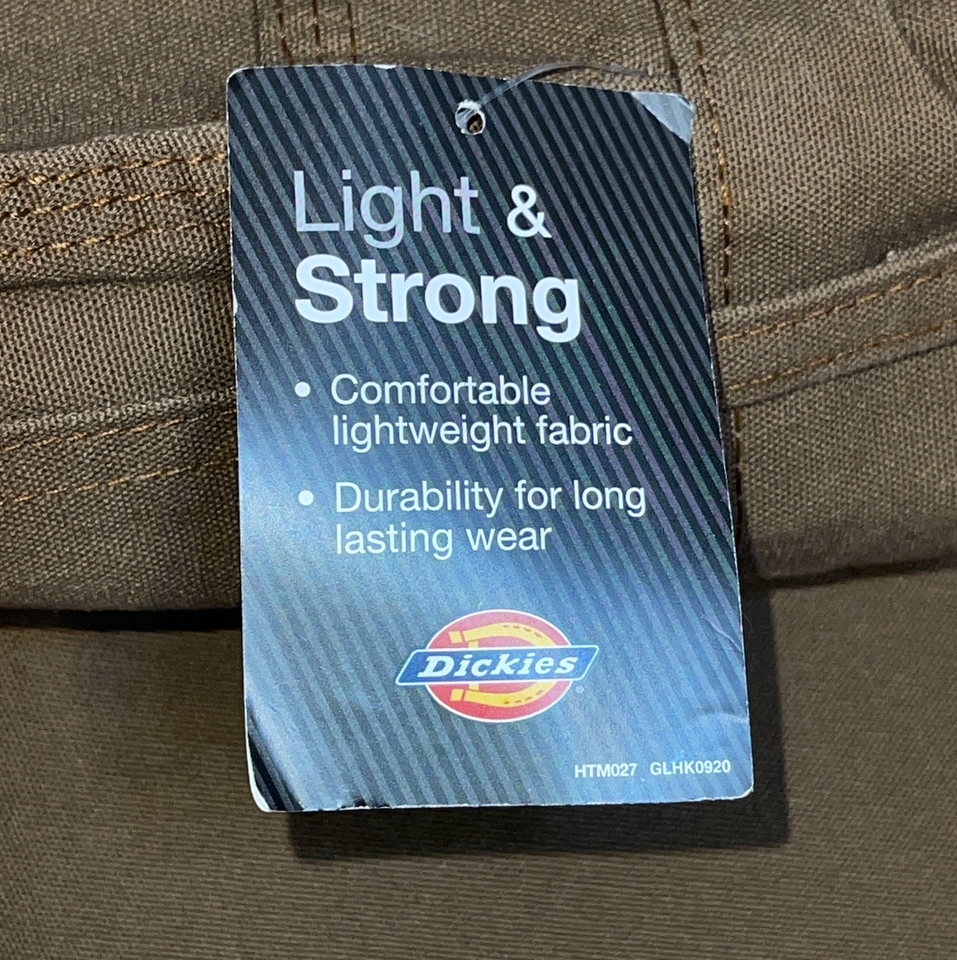 Light &
Strong
• Comfortable
lightweight fabric
• Durability for long
lasting wear
Dickies
®
HTM027 GLHK0920